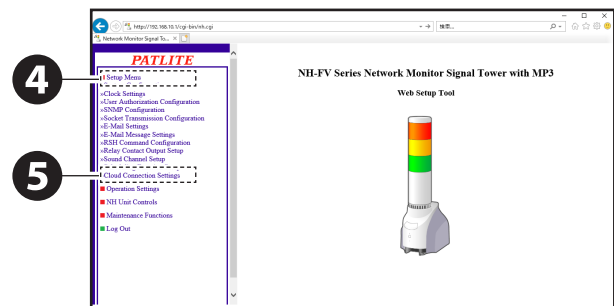 http://192.168.10.1/cgi-bin/nh.cgi
検索...
Network Monitor Signal To...
4
5
PATLITE
Setup Menu
»Clock Settings
»User Authorization Configuration
»SNMP Configuration
»Socket Transmission Configuration
»E-Mail Settings
»E-Mail Message Settings
»RSH Command Configuration
»Relay Contact Output Setup
»Sound Channel Setup
Cloud Connection Settings
Operation Settings
NH Unit Controls
Maintenance Functions
Log Out
NH-FV Series Network Monitor Signal Tower with MP3
Web Setup Tool